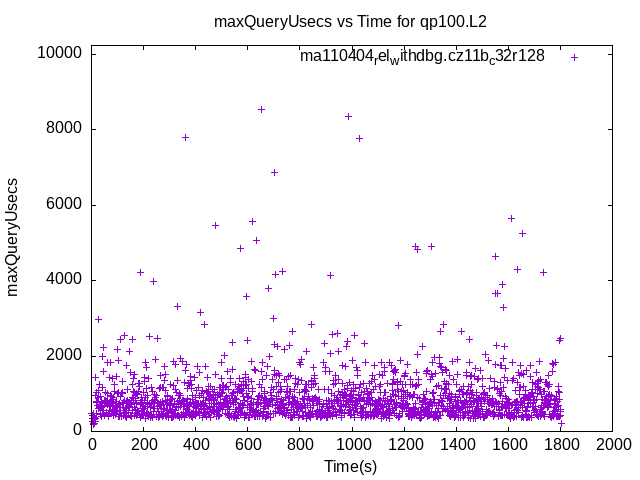 maxQueryUsecs vs Time for qp100.L2
ma110404_rel_withdbg.cz11b_c32r128
maxQueryUsecs
10000
8000
6000
4000
2000
0
0 200 400 600 800 1000 1200 1400 1600 1800 2000
Time(s)